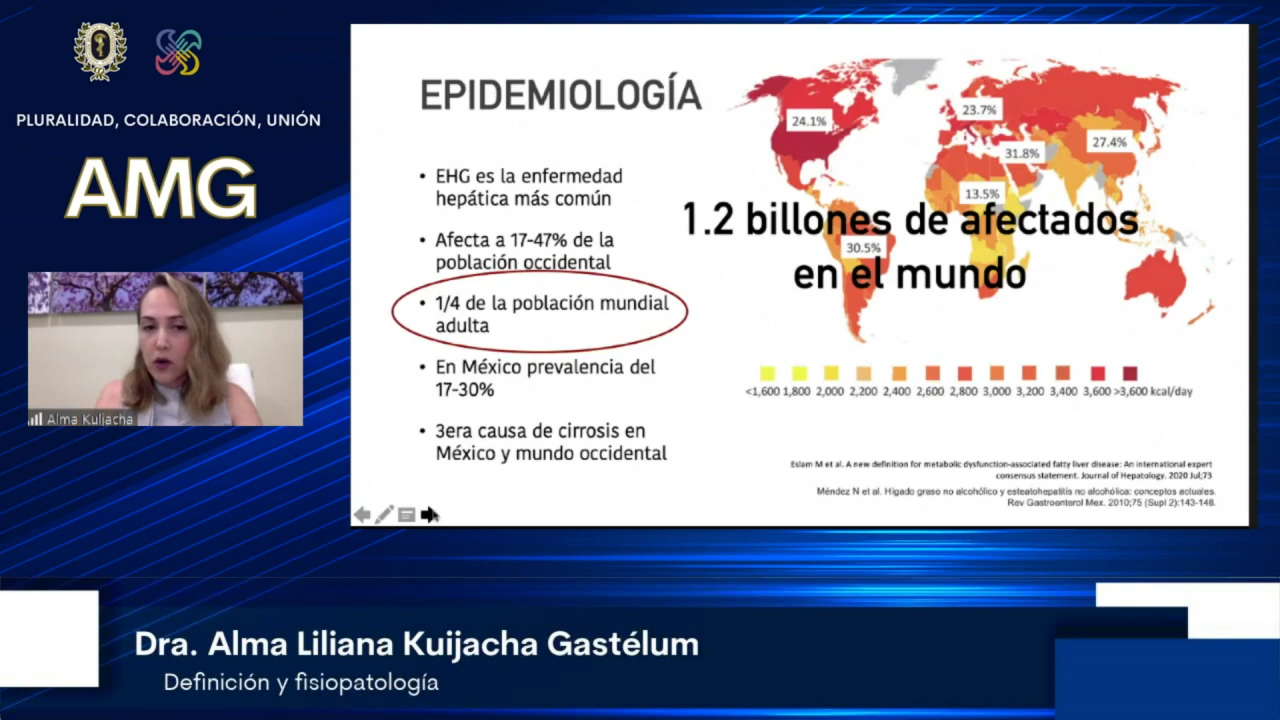 PLURALIDAD, COLABORACIÓN, UNIÓN
AMG
Alma Kuijacha
EPIDEMIOLOGÍA
• EHG es la enfermedad
hepática más común
• Afecta a 17-47% de la
población occidental
• 1/4 de la población mundial
adulta
• En México prevalencia del
17-30%
• 3era causa de cirrosis en
México y mundo occidental
24.1%
23.7%
31.8%
27.4%
13.5%
30.5%
1.2 billones de afectados
en el mundo
<1,600 1,800 2,000 2,200 2,400 2,600 2,800 3,000 3,200 3,400 3,600 >3,600 kcal/day
Eslam M et al. A new definition for metabolic dysfunction-associated fatty liver disease: An international expert
consensus statement. Journal of Hepatology. 2020 Jul;73
Méndez N et al. Hígado graso no alcohólico y esteatohepatitis no alcohólica: conceptos actuales.
Rev Gastroenterol Mex. 2010;75 (Supl 2):143-148.
Dra. Alma Liliana Kuijacha Gastélum
Definición y fisiopatología